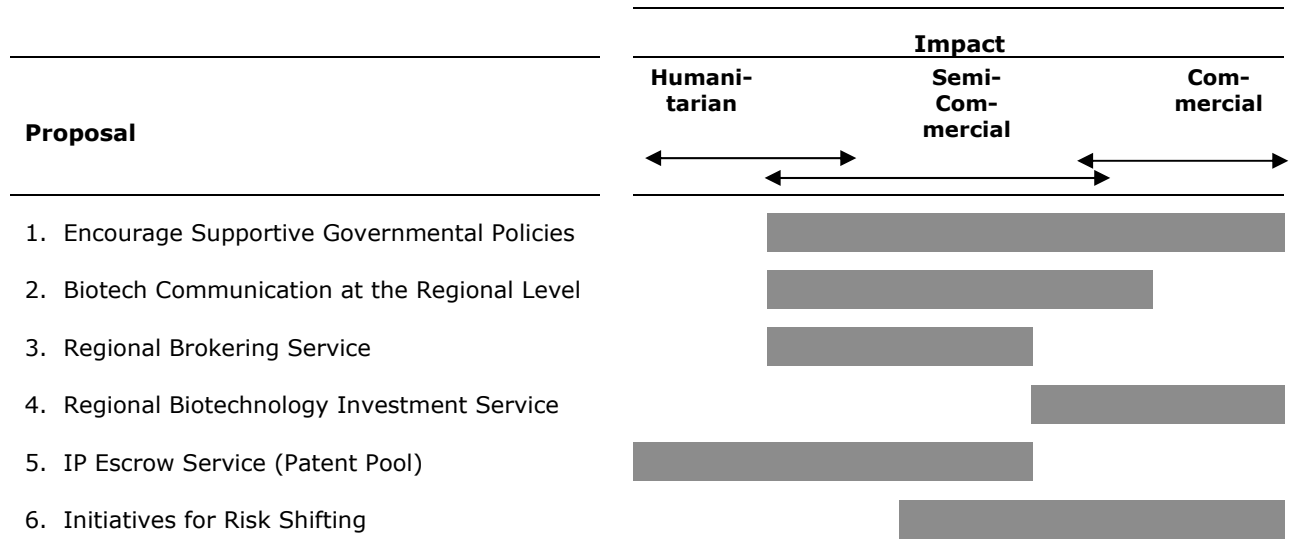 Impact
Humani-
tarian
Semi-
Com-
mercial
Com-
mercial
Proposal
1. Encourage Supportive Governmental Policies
2. Biotech Communication at the Regional Level
3. Regional Brokering Service
4. Regional Biotechnology Investment Service
5. IP Escrow Service (Patent Pool)
6. Initiatives for Risk Shifting